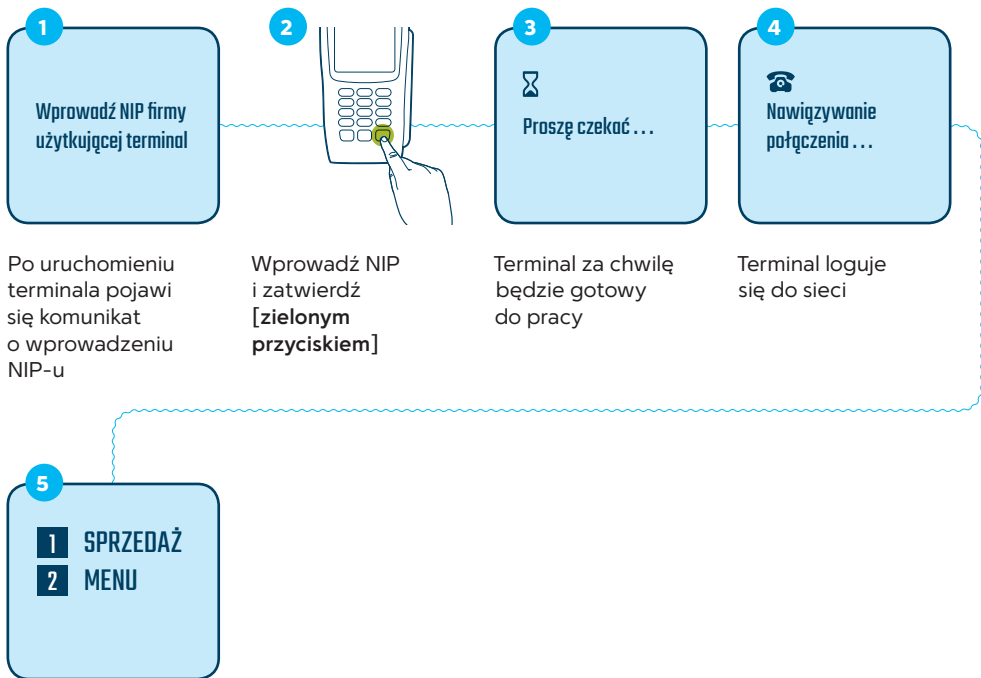 1
Wprowadź NIP firmy
użytkującej terminal
Po uruchomieniu
terminala pojawi
się komunikat
o wprowadzeniu
NIP-u
2
Wprowadź NIP
i zatwierdź
[zielonym
przyciskiem]
3
Proszę czekać . . .
Terminal za chwilę
będzie gotowy
do pracy
4
Nawiązywanie
połączenia . . .
Terminal loguje
się do sieci
5
1 SPRZEDAŻ
2 MENU